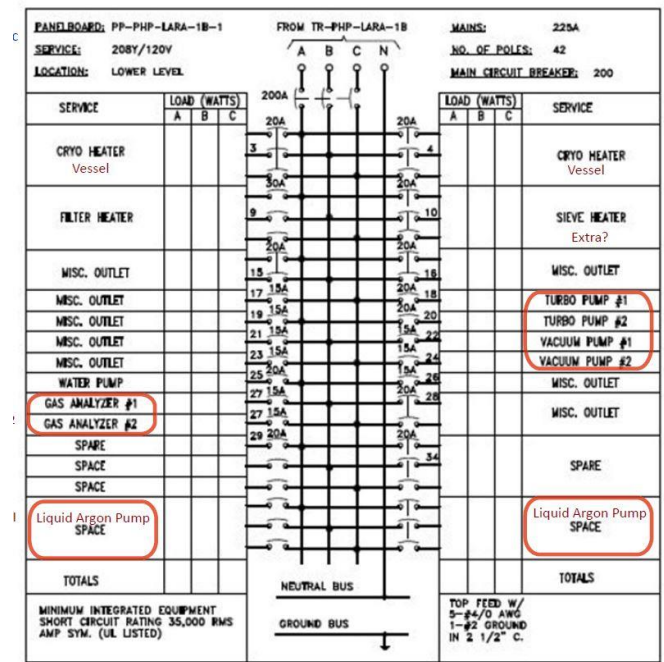 PANELBOARD: PP-PHP-LARA-1B-1
SERVICE: 208Y/120V
LOCATION: LOWER LEVEL
FROM TR-PHP-LARA-1B
A B C N
MAINS: 225A
NO. OF POLES: 42
MAIN CIRCUIT BREAKER: 200
SERVICE
LOAD (WATTS)
A B C
200A
LOAD (WATTS)
A B C
SERVICE
20A
20A
CRYO HEATER
Vessel
3
4
CRYO HEATER
Vessel
30A
20A
FILTER HEATER
9
10
SIEVE HEATER
Extra?
20A
20A
MISC. OUTLET
15
16
MISC. OUTLET
15A
20A
MISC. OUTLET
17
18
TURBO PUMP #1
15A
20A
MISC. OUTLET
19
20
TURBO PUMP #2
15A
15A
MISC. OUTLET
21
22
VACUUM PUMP #1
15A
15A
MISC. OUTLET
23
24
VACUUM PUMP #2
20A
15A
WATER PUMP
25
26
MISC. OUTLET
15A
20A
GAS ANALYZER #1
27
28
MISC. OUTLET
15A
GAS ANALYZER #2
27
20A
20A
SPARE
29
SPACE
34
SPARE
SPACE
Liquid Argon Pump
SPACE
Liquid Argon Pump
SPACE
TOTALS
TOTALS
NEUTRAL BUS
GROUND BUS
MINIMUM INTEGRATED EQUIPMENT
SHORT CIRCUIT RATING 35,000 RMS
AMP SYM. (UL LISTED)
TOP FEED W/
5-#4/0 AWG
1-#2 GROUND
IN 2 1/2" C.